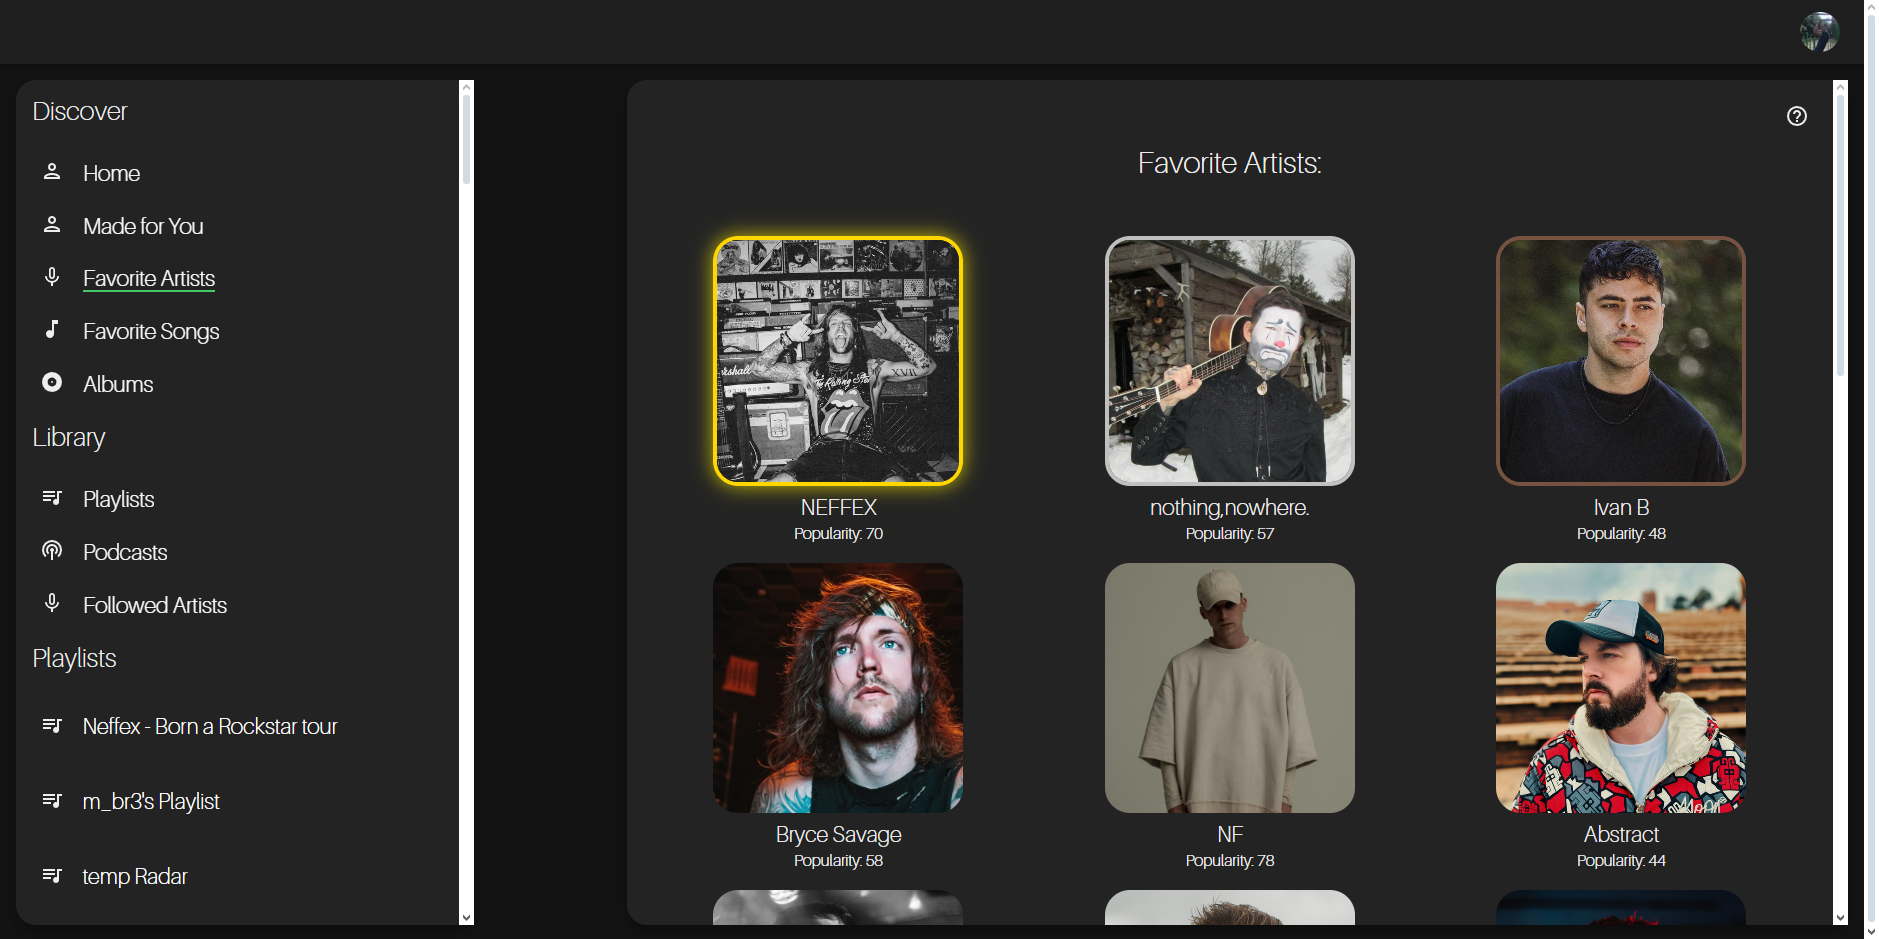 Discover
Home
Made for You
Favorite Artists
Favorite Songs
Albums
Library
Playlists
Podcasts
Followed Artists
Playlists
Neffex - Born a Rockstar tour
m_br3's Playlist
temp Radar
Favorite Artists:
NEFFEX
Popularity: 70
nothing,nowhere.
Popularity: 57
Ivan B
Popularity: 48
Bryce Savage
Popularity: 58
NF
Popularity: 78
Abstract
Popularity: 44